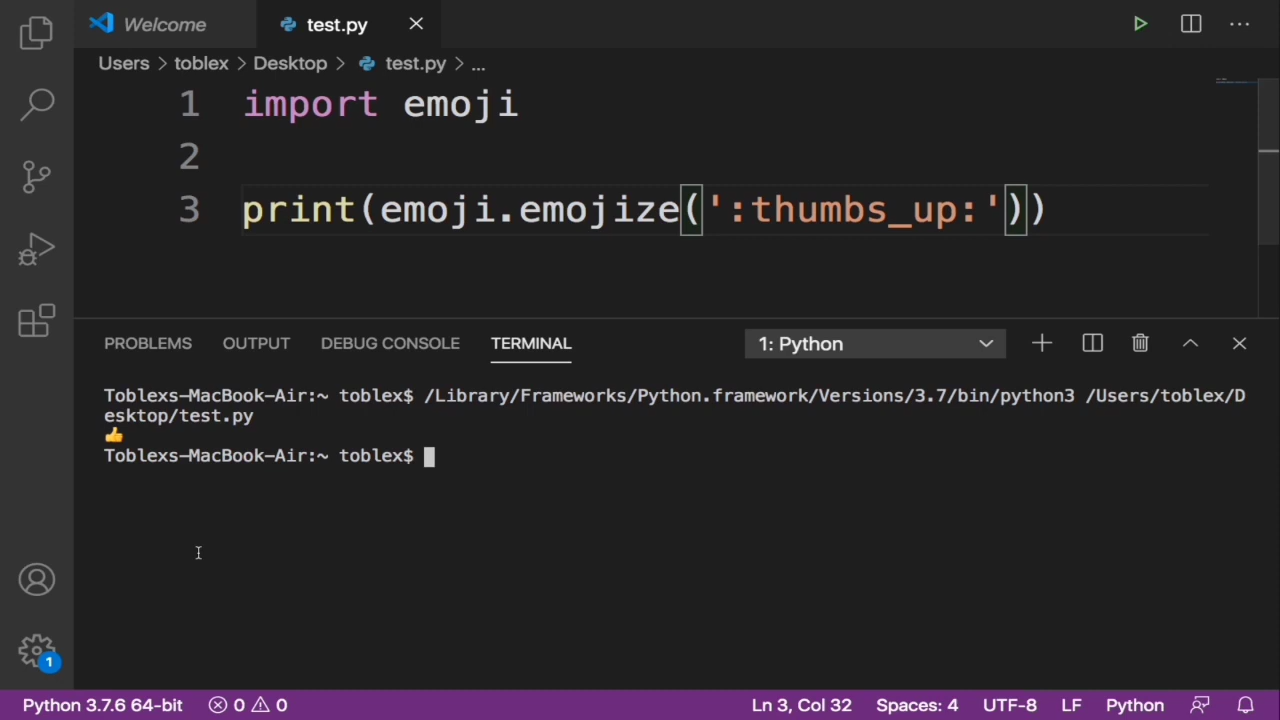 Welcome
test.py
Users > toblex > Desktop > test.py > ...
1 import emoji
2
3 print(emoji.emojize(':thumbs_up:'))
PROBLEMS OUTPUT DEBUG CONSOLE TERMINAL 1: Python
Toblexs-MacBook-Air:~ toblex$ /Library/Frameworks/Python.framework/Versions/3.7/bin/python3 /Users/toblex/D
esktop/test.py
👍
Toblexs-MacBook-Air:~ toblex$
1
Python 3.7.6 64-bit 0 0 Ln 3, Col 32 Spaces: 4 UTF-8 LF Python